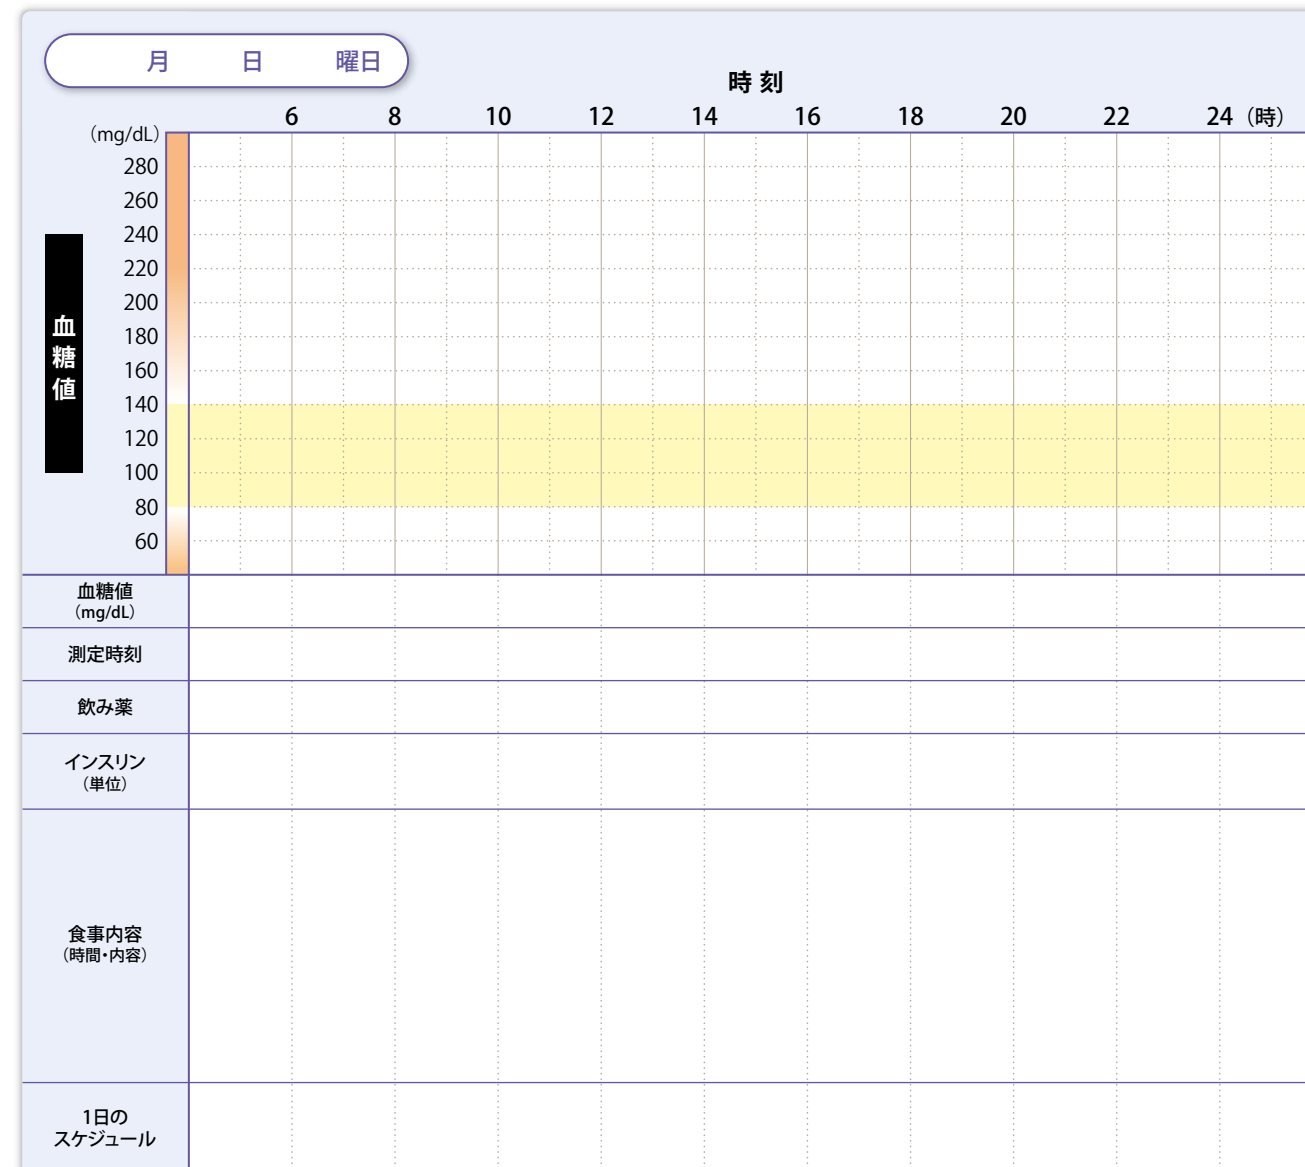 月 日 曜日
時刻
6 8 10 12 14 16 18 20 22 24（時）
（mg/dL）
280
260
240
220
200
180
160
140
120
100
80
60
血糖値
血糖値
（mg/dL）
測定時刻
飲み薬
インスリン
（単位）
食事内容
（時間・内容）
1日の
スケジュール